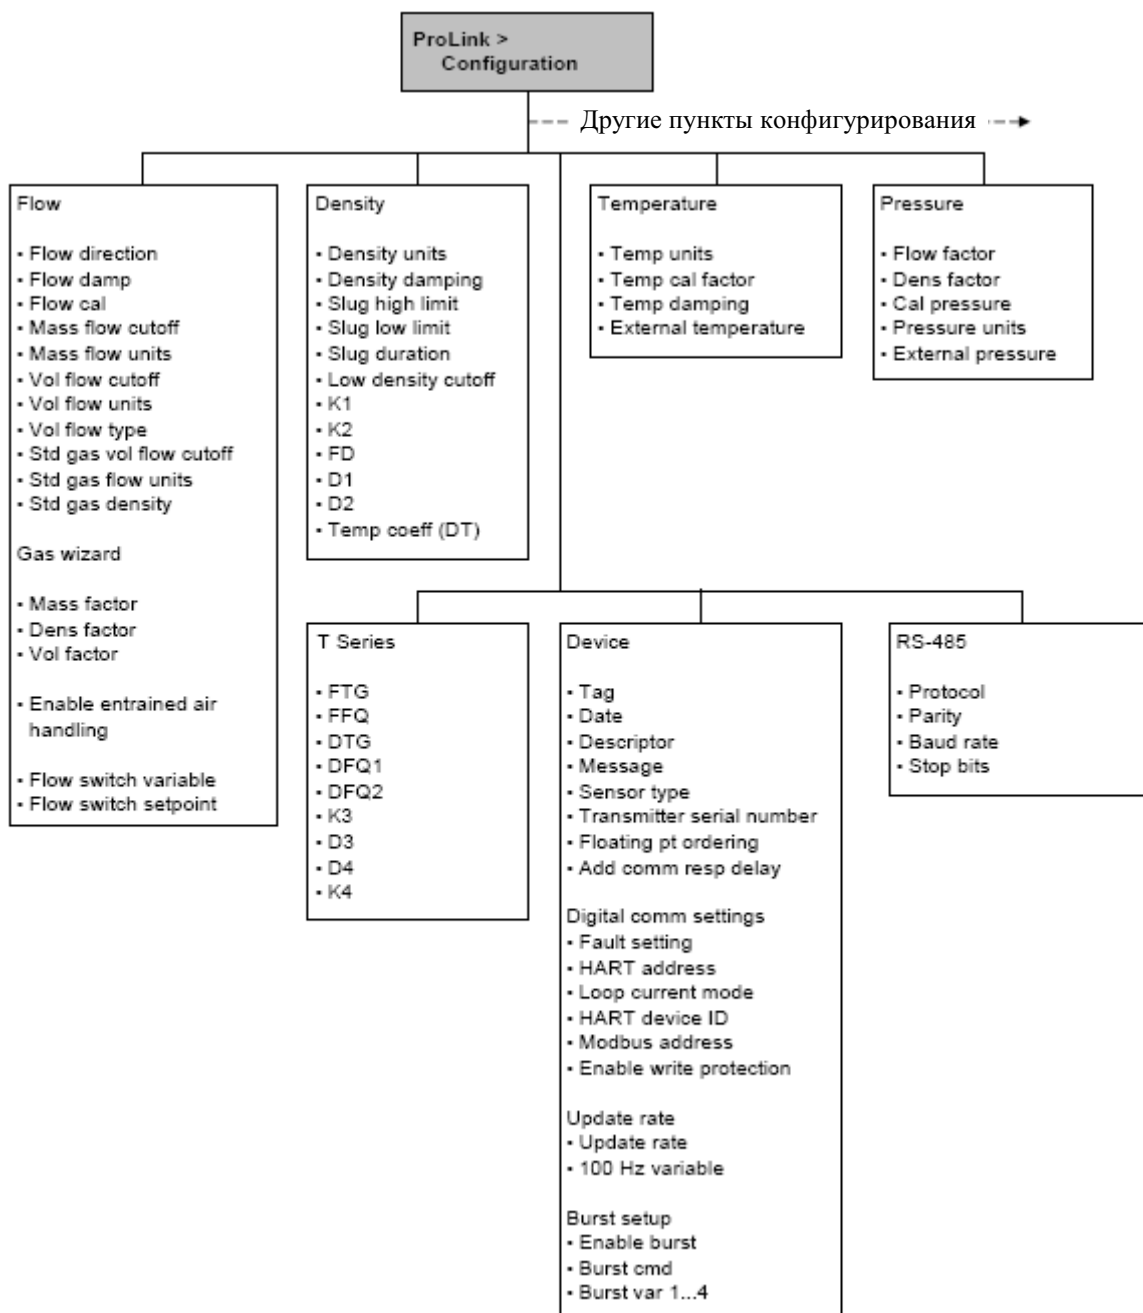 ProLink >
Configuration
Другие пункты конфигурирования
Flow
▪ Flow direction
▪ Flow damp
▪ Flow cal
▪ Mass flow cutoff
▪ Mass flow units
▪ Vol flow cutoff
▪ Vol flow units
▪ Vol flow type
▪ Std gas vol flow cutoff
▪ Std gas flow units
▪ Std gas density
Gas wizard
▪ Mass factor
▪ Dens factor
▪ Vol factor
▪ Enable entrained air
handling
▪ Flow switch variable
▪ Flow switch setpoint
Density
▪ Density units
▪ Density damping
▪ Slug high limit
▪ Slug low limit
▪ Slug duration
▪ Low density cutoff
▪ K1
▪ K2
▪ FD
▪ D1
▪ D2
▪ Temp coeff (DT)
Temperature
▪ Temp units
▪ Temp cal factor
▪ Temp damping
▪ External temperature
Pressure
▪ Flow factor
▪ Dens factor
▪ Cal pressure
▪ Pressure units
▪ External pressure
T Series
▪ FTG
▪ FFQ
▪ DTG
▪ DFQ1
▪ DFQ2
▪ K3
▪ D3
▪ D4
▪ K4
Device
▪ Tag
▪ Date
▪ Descriptor
▪ Message
▪ Sensor type
▪ Transmitter serial number
▪ Floating pt ordering
▪ Add comm resp delay
Digital comm settings
▪ Fault setting
▪ HART address
▪ Loop current mode
▪ HART device ID
▪ Modbus address
▪ Enable write protection
Update rate
▪ Update rate
▪ 100 Hz variable
Burst setup
▪ Enable burst
▪ Burst cmd
▪ Burst var 1...4
RS-485
▪ Protocol
▪ Parity
▪ Baud rate
▪ Stop bits